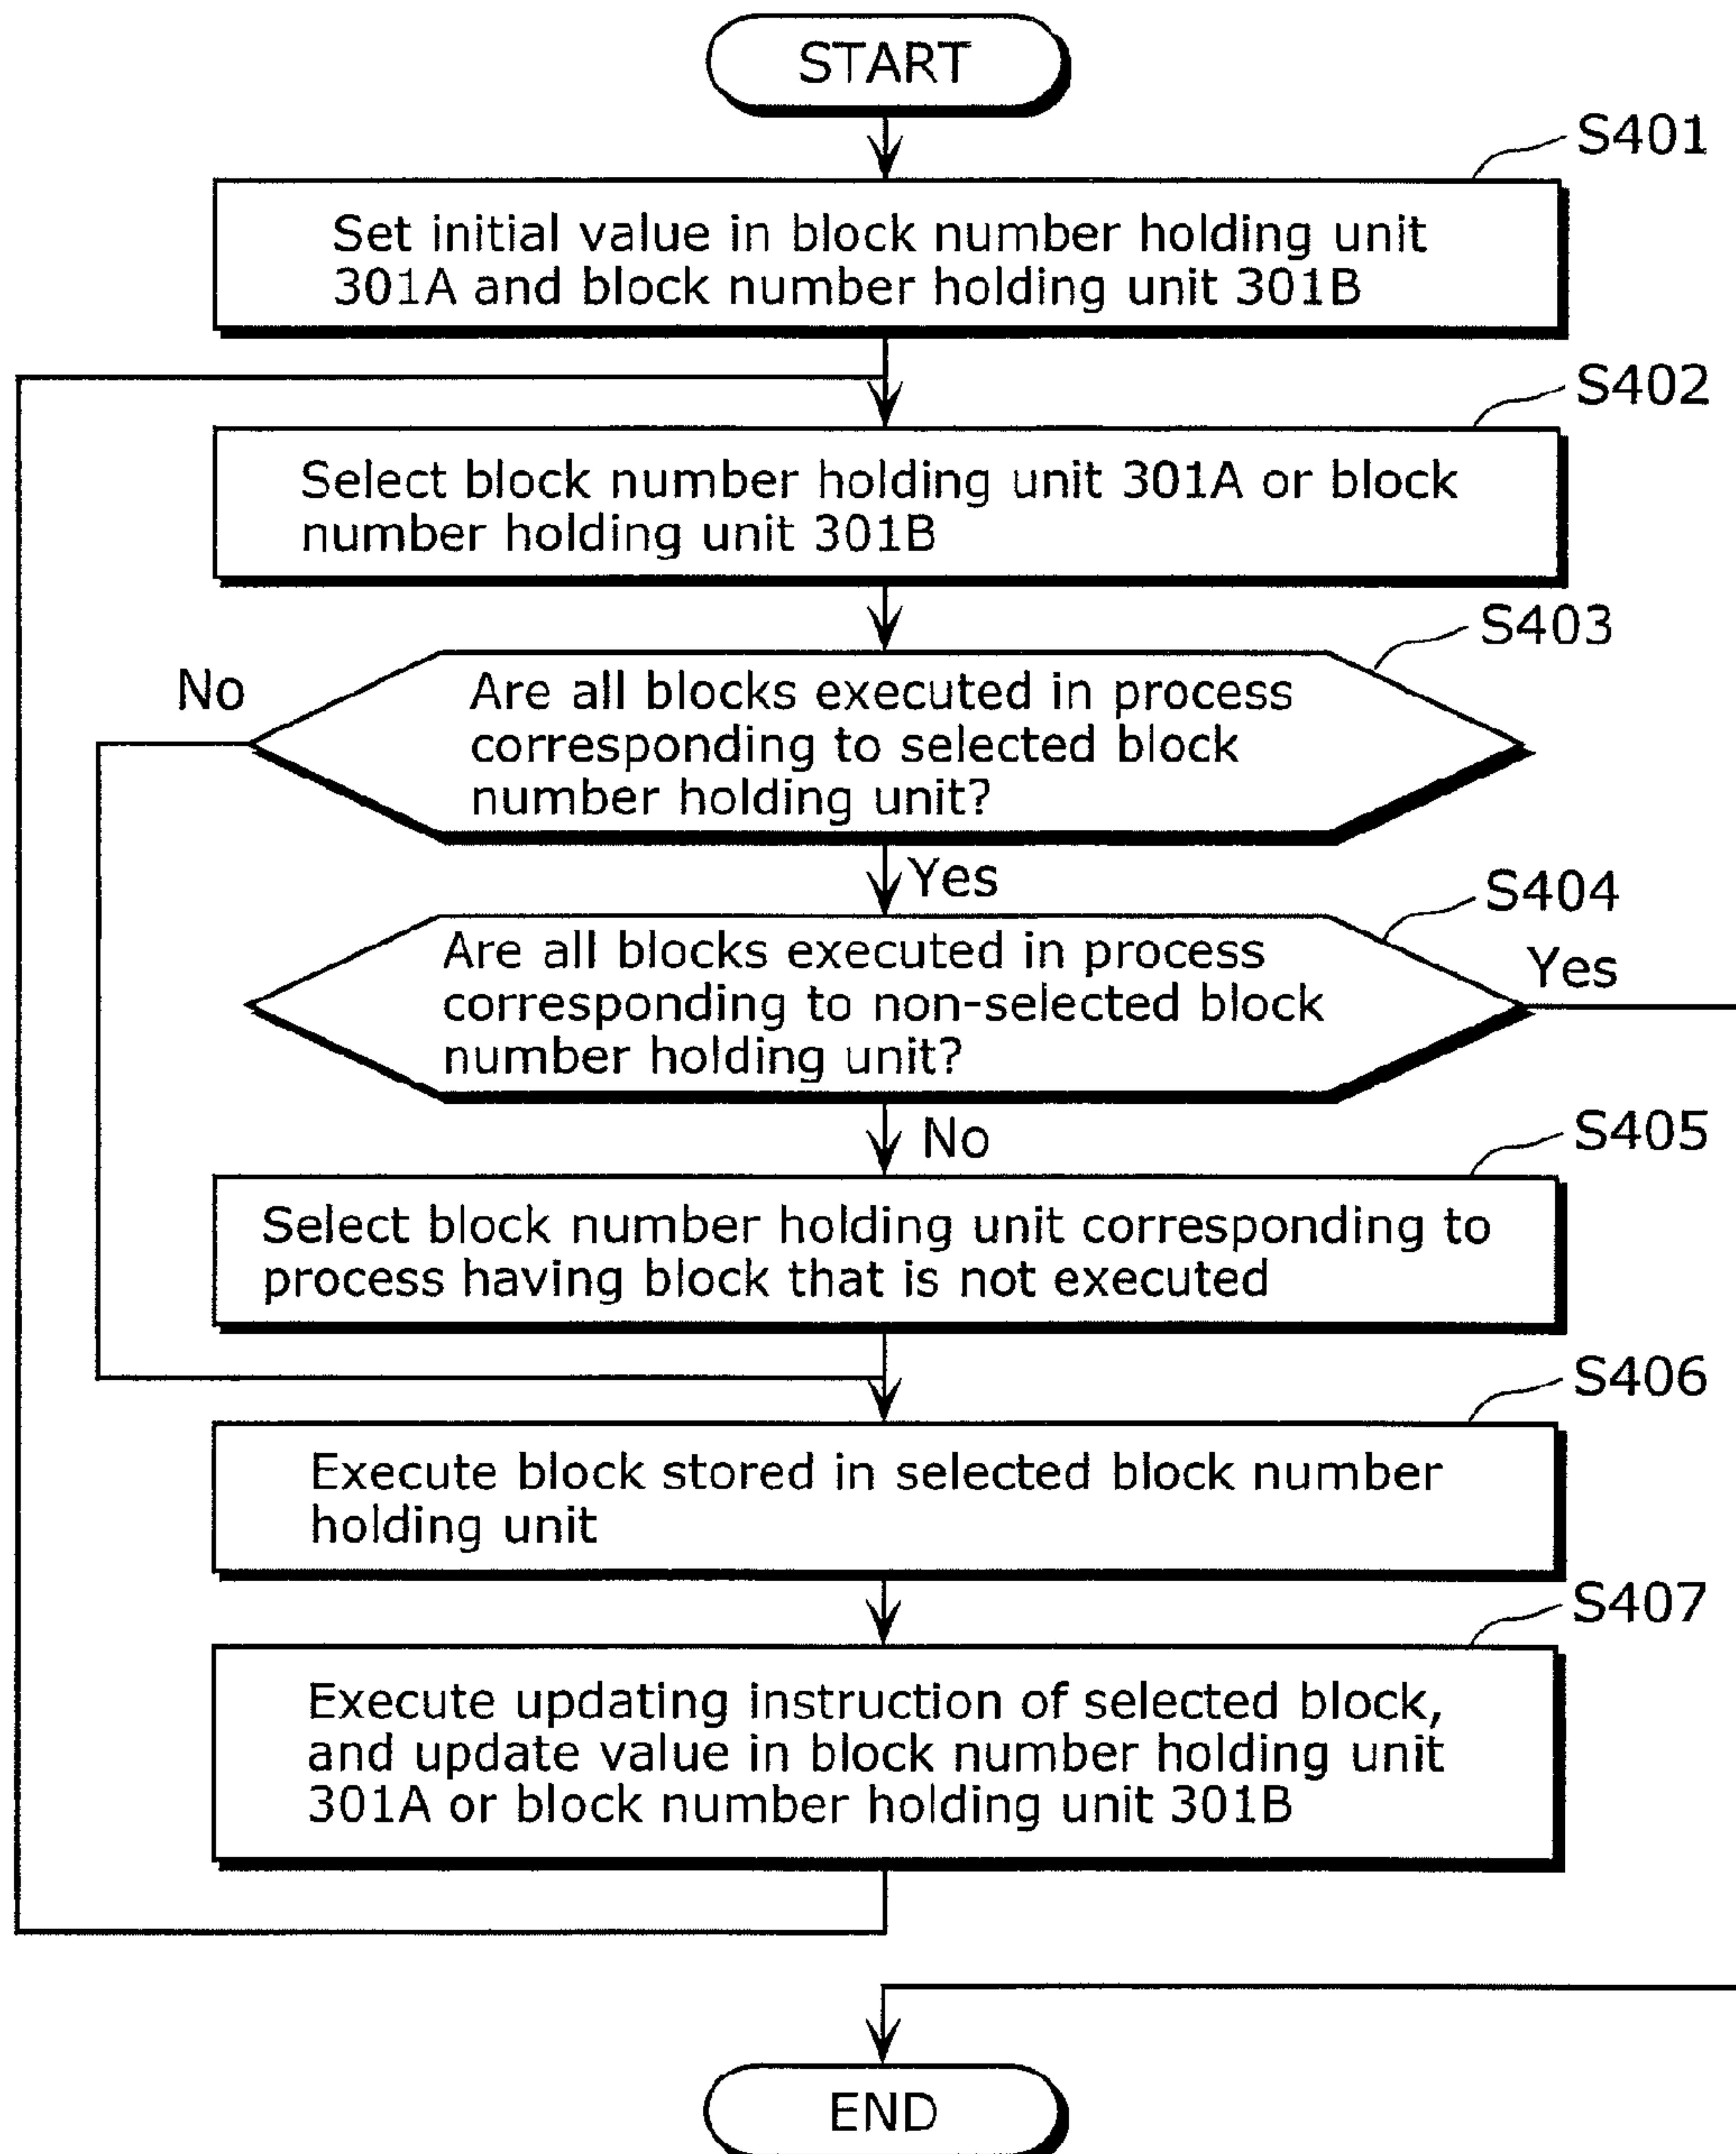 START
S401
Set initial value in block number holding unit
301A and block number holding unit 301B
S402
Select block number holding unit 301A or block
number holding unit 301B
S403
No
Are all blocks executed in process
corresponding to selected block
number holding unit?
Yes
S404
Are all blocks executed in process
corresponding to non-selected block
number holding unit?
Yes
No
S405
Select block number holding unit corresponding to
process having block that is not executed
S406
Execute block stored in selected block number
holding unit
S407
Execute updating instruction of selected block,
and update value in block number holding unit
301A or block number holding unit 301B
END